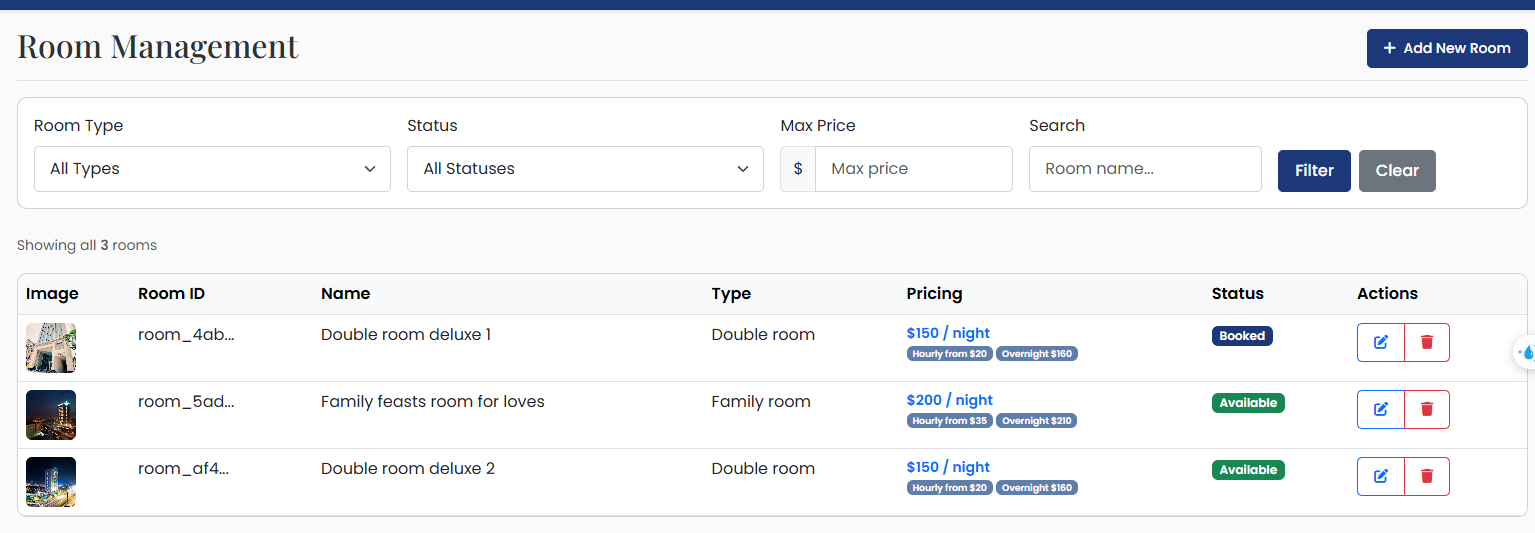 Room Management
+ Add New Room
Room Type
Status
Max Price
Search
All Types
All Statuses
$ Max price
Room name...
Filter
Clear
Showing all 3 rooms
Image Room ID Name Type Pricing Status Actions
room_4ab... Double room deluxe 1 Double room $150 / night Booked
Hourly from $20 Overnight $160
room_5ad... Family feasts room for loves Family room $200 / night Available
Hourly from $35 Overnight $210
room_af4... Double room deluxe 2 Double room $150 / night Available
Hourly from $20 Overnight $160